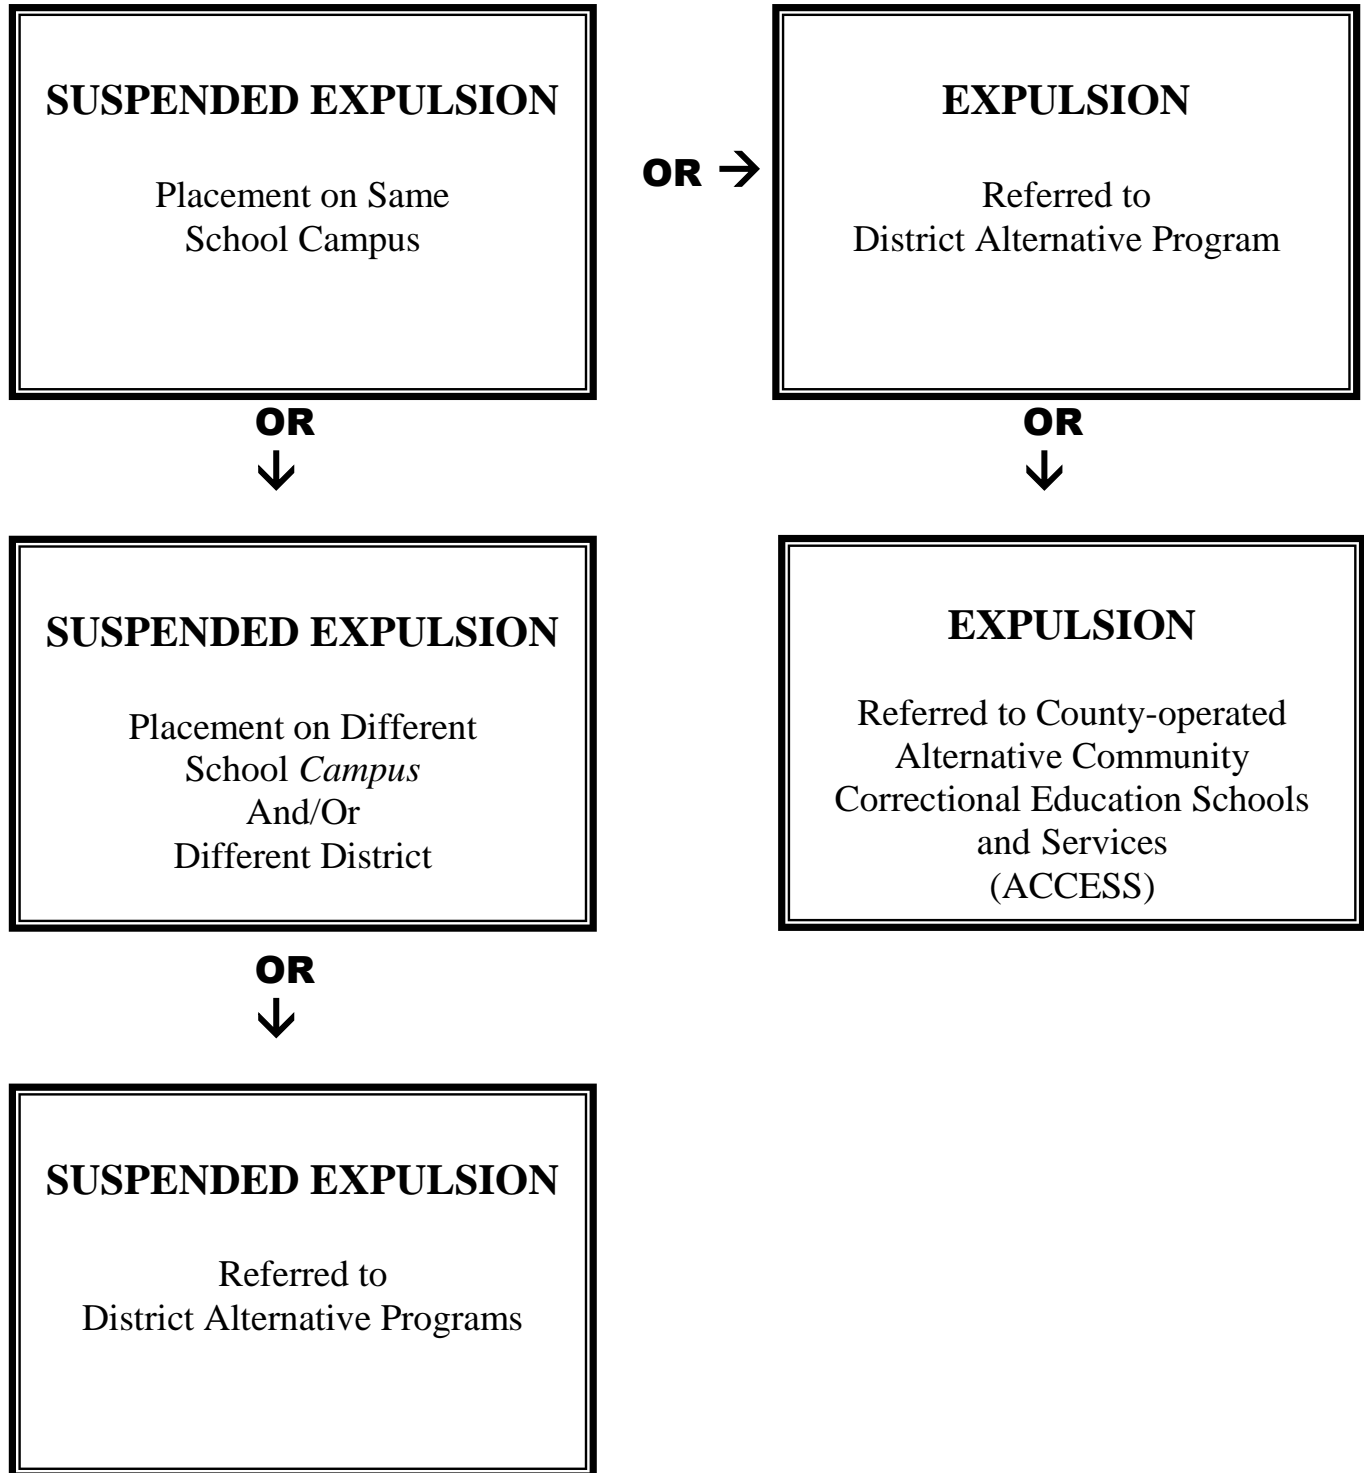 SUSPENDED EXPULSION
Placement on Same
School Campus
OR →
EXPULSION
Referred to
District Alternative Program
OR
↓
OR
↓
SUSPENDED EXPULSION
Placement on Different
School Campus
And/Or
Different District
EXPULSION
Referred to County-operated
Alternative Community
Correctional Education Schools
and Services
(ACCESS)
OR
↓
SUSPENDED EXPULSION
Referred to
District Alternative Programs